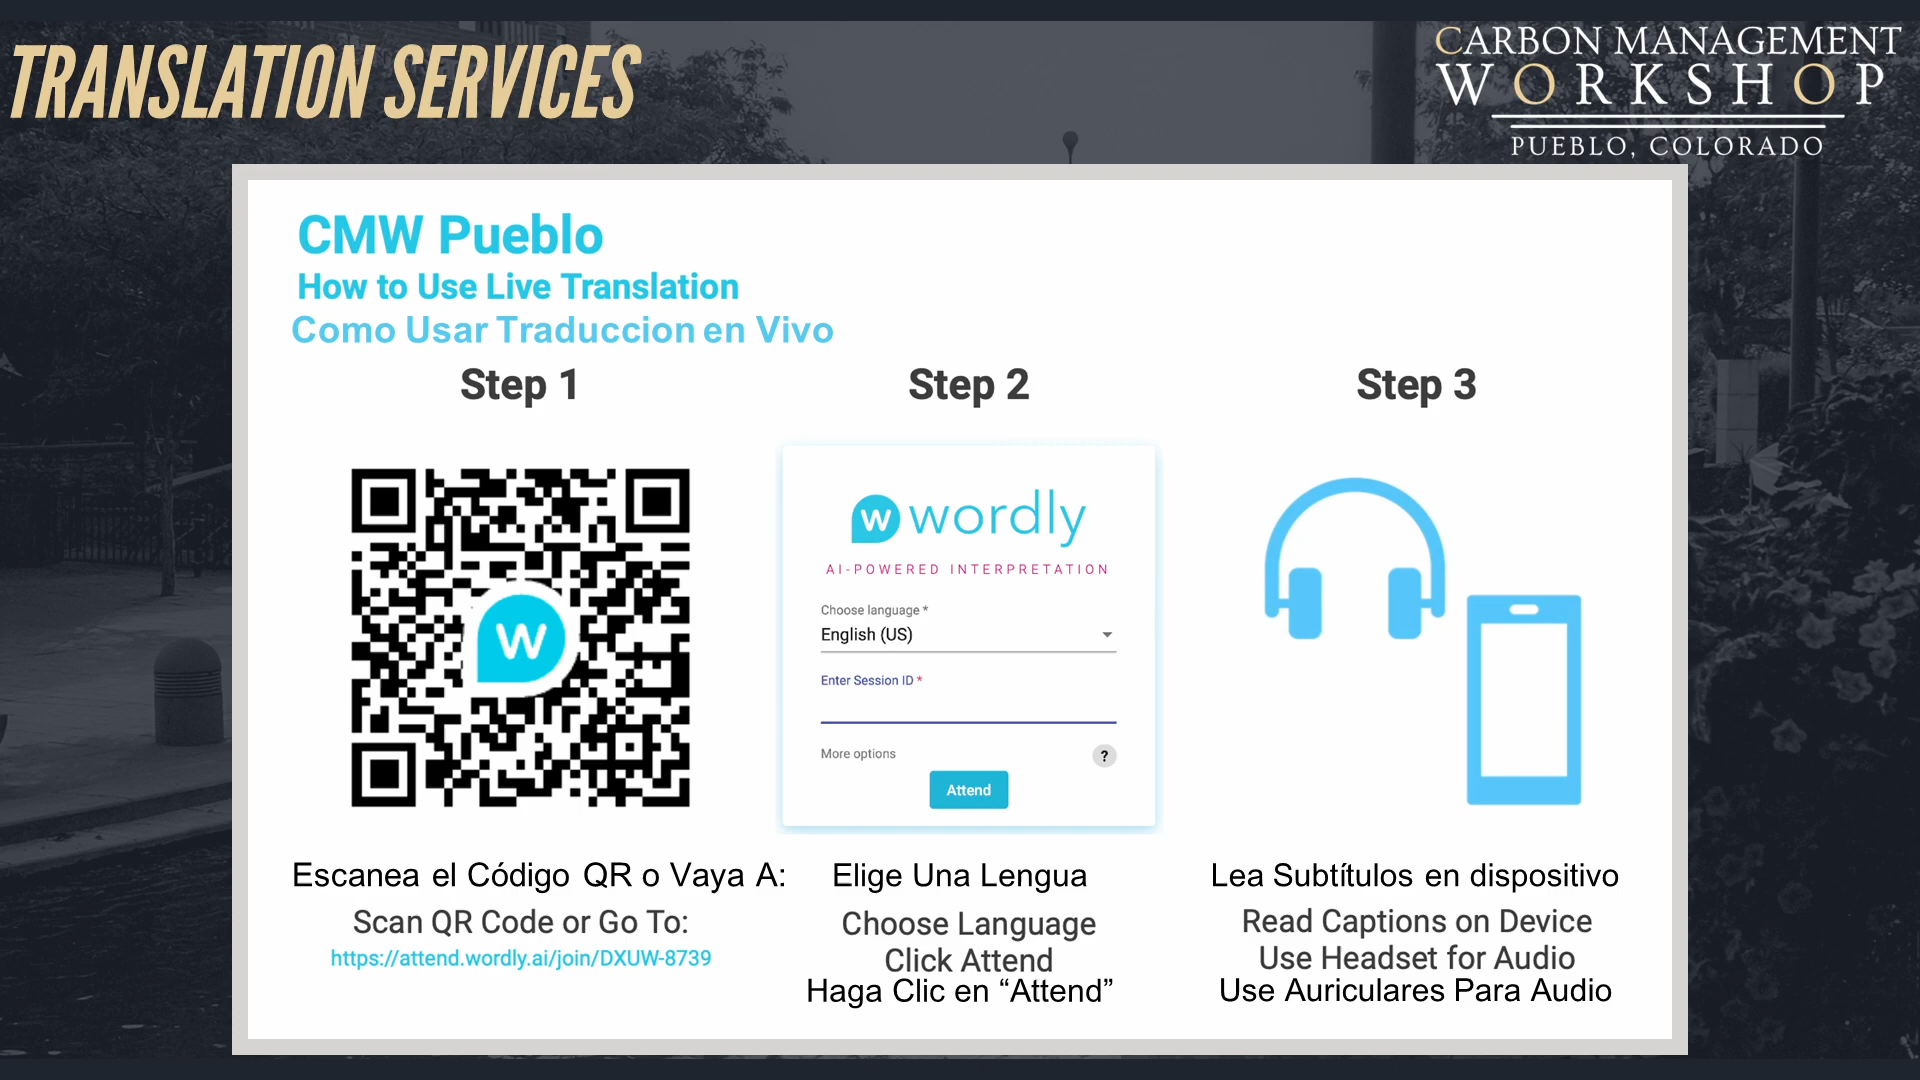 TRANSLATION SERVICES
CARBON MANAGEMENT
WORKSHOP
PUEBLO, COLORADO
CMW Pueblo
How to Use Live Translation
Como Usar Traduccion en Vivo
Step 1
Step 2
Step 3
W
w wordly
AI-POWERED INTERPRETATION
Choose language *
English (US)
Enter Session ID *
More options
?
Attend
Escanea el Código QR o Vaya A:
Scan QR Code or Go To:
https://attend.wordly.ai/join/DXUW-8739
Elige Una Lengua
Choose Language
Click Attend
Haga Clic en “Attend”
Lea Subtítulos en dispositivo
Read Captions on Device
Use Headset for Audio
Use Auriculares Para Audio